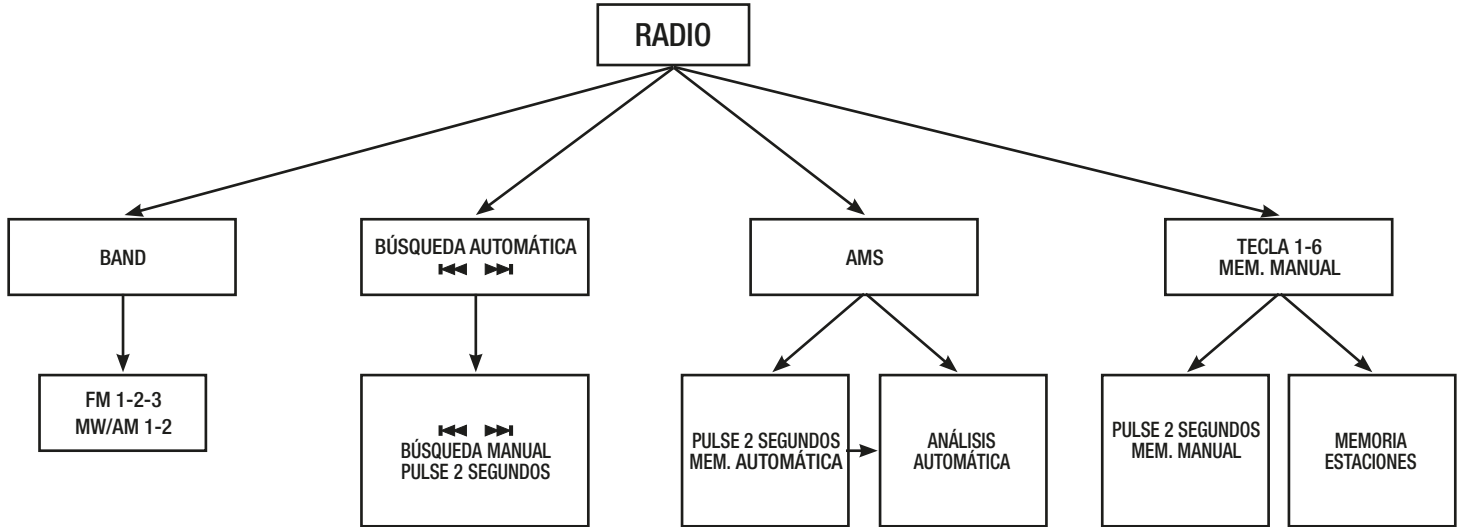 RADIO
BAND
BÚSQUEDA AUTOMÁTICA
AMS
TECLA 1-6
MEM. MANUAL
FM 1-2-3
MW/AM 1-2
BÚSQUEDA MANUAL
PULSE 2 SEGUNDOS
PULSE 2 SEGUNDOS
MEM. AUTOMÁTICA
ANÁLISIS
AUTOMÁTICA
PULSE 2 SEGUNDOS
MEM. MANUAL
MEMORIA
ESTACIONES